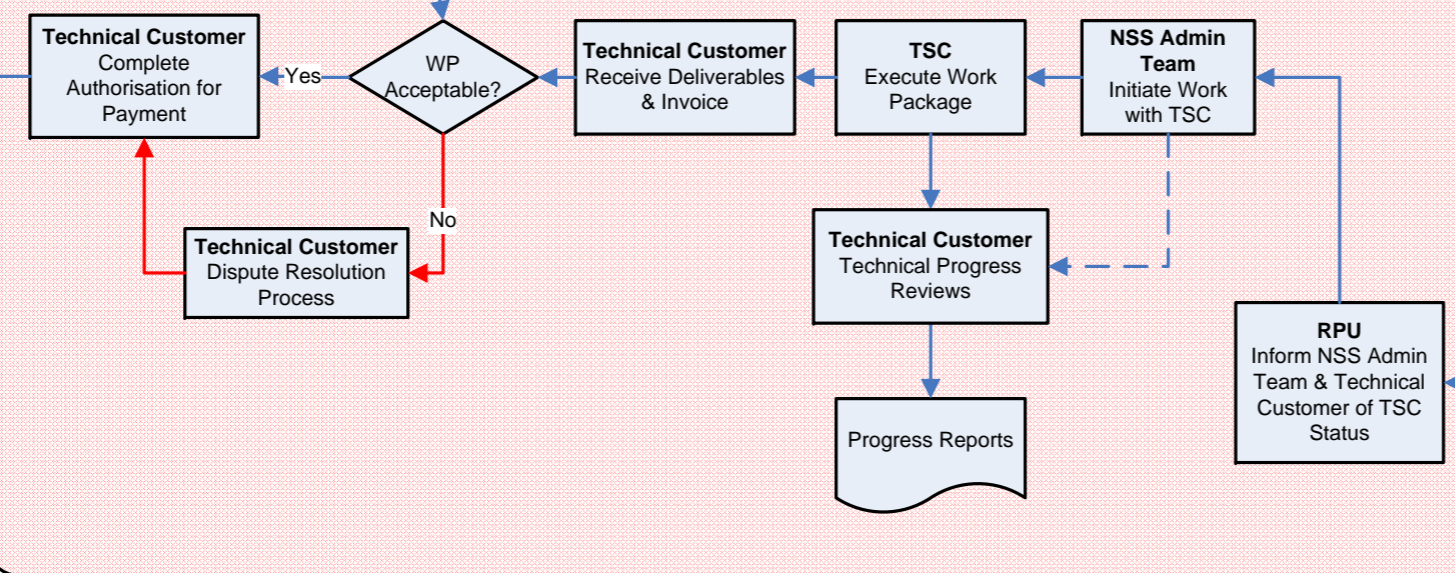 Technical Customer
Complete
Authorisation for
Payment
Yes
WP
Acceptable?
Technical Customer
Receive Deliverables
& Invoice
TSC
Execute Work
Package
NSS Admin
Team
Initiate Work
with TSC
No
Technical Customer
Dispute Resolution
Process
Technical Customer
Technical Progress
Reviews
RPU
Inform NSS Admin
Team & Technical
Customer of TSC
Status
Progress Reports